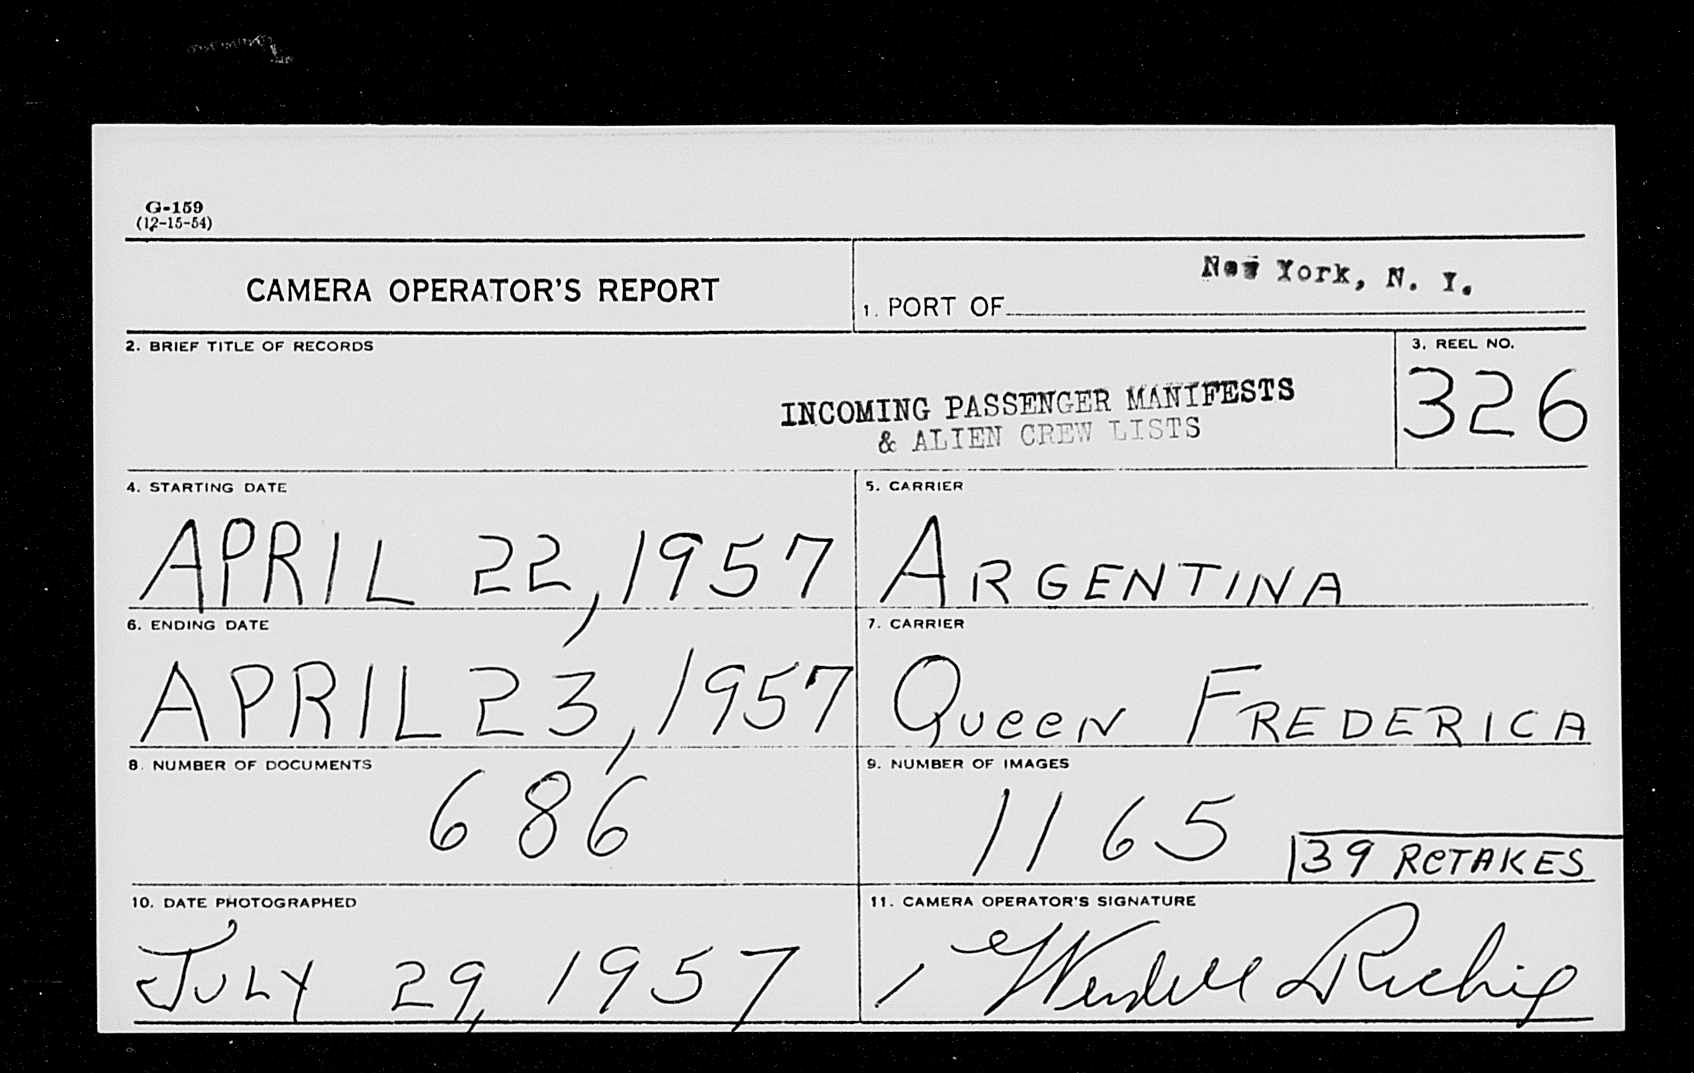 G-159
(12-15-54)
CAMERA OPERATOR'S REPORT
1. PORT OF New York, N. Y.
2. BRIEF TITLE OF RECORDS
INCOMING PASSENGER MANIFESTS
& ALIEN CREW LISTS
3. REEL NO.
326
4. STARTING DATE
APRIL 22, 1957
5. CARRIER
ARGENTINA
6. ENDING DATE
APRIL 23, 1957
7. CARRIER
QUEEN FREDERICA
8. NUMBER OF DOCUMENTS
686
9. NUMBER OF IMAGES
1165
39 RETAKES
10. DATE PHOTOGRAPHED
JULY 29, 1957
11. CAMERA OPERATOR'S SIGNATURE
Wendell